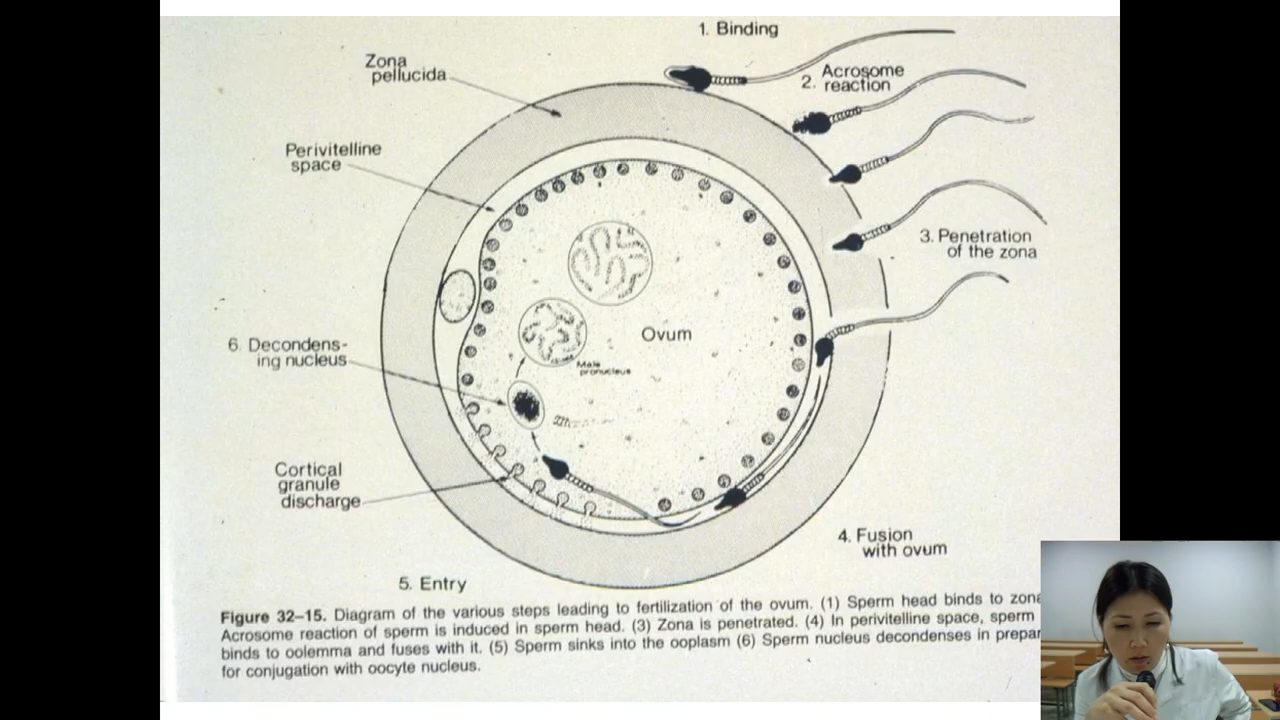 1. Binding
Zona
pellucida
2. Acrosome
reaction
Perivitelline
space
3. Penetration
of the zona
Ovum
6. Decondens-
ing nucleus
Male
pronucleus
Cortical
granule
discharge
4. Fusion
with ovum
5. Entry
Figure 32–15. Diagram of the various steps leading to fertilization of the ovum. (1) Sperm head binds to zona
Acrosome reaction of sperm is induced in sperm head. (3) Zona is penetrated. (4) In perivitelline space, sperm
binds to oolemma and fuses with it. (5) Sperm sinks into the ooplasm (6) Sperm nucleus decondenses in prepar
for conjugation with oocyte nucleus.